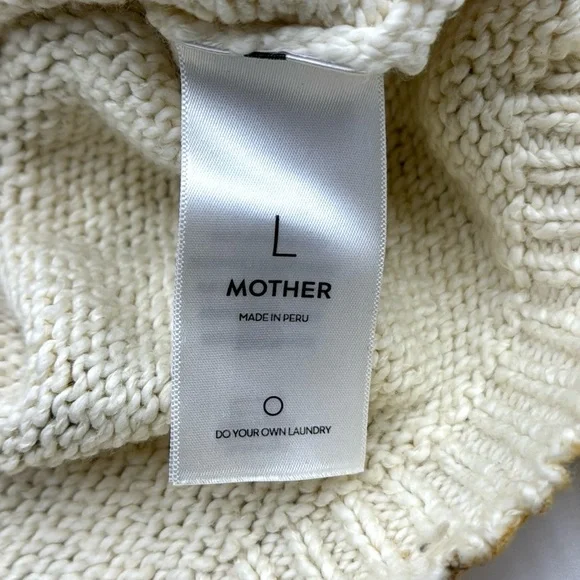 L
MOTHER
MADE IN PERU
DO YOUR OWN LAUNDRY